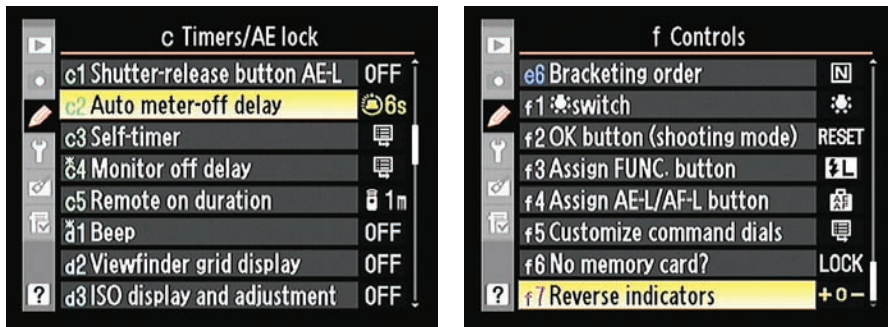 c Timers/AE lock
c1 Shutter-release button AE-L OFF
c2 Auto meter-off delay 6s
c3 Self-timer
c4 Monitor off delay
c5 Remote on duration 1m
d1 Beep OFF
d2 Viewfinder grid display OFF
? d3 ISO display and adjustment OFF
f Controls
e6 Bracketing order N
f1 switch
f2 OK button (shooting mode) RESET
f3 Assign FUNC. button L
f4 Assign AE-L/AF-L button AE AF
f5 Customize command dials
f6 No memory card? LOCK
? f7 Reverse indicators +0-